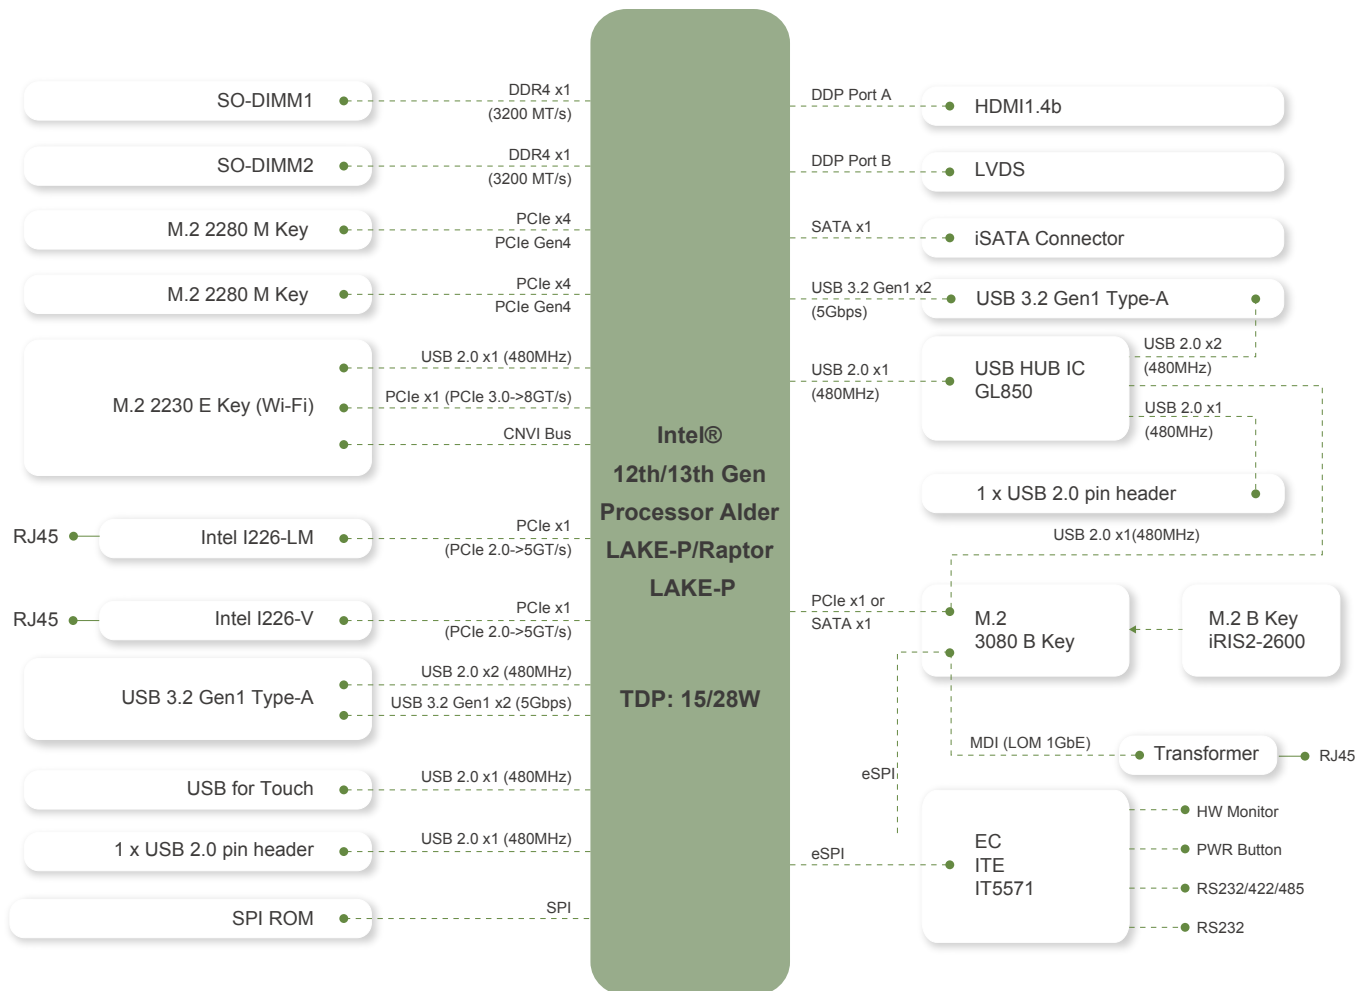 SO-DIMM1
DDR4 x1
(3200 MT/s)
SO-DIMM2
DDR4 x1
(3200 MT/s)
M.2 2280 M Key
PCIe x4
PCIe Gen4
M.2 2280 M Key
PCIe x4
PCIe Gen4
M.2 2230 E Key (Wi-Fi)
USB 2.0 x1 (480MHz)
PCIe x1 (PCIe 3.0->8GT/s)
CNVI Bus
RJ45
Intel I226-LM
PCIe x1
(PCIe 2.0->5GT/s)
RJ45
Intel I226-V
PCIe x1
(PCIe 2.0->5GT/s)
USB 3.2 Gen1 Type-A
USB 2.0 x2 (480MHz)
USB 3.2 Gen1 x2 (5Gbps)
USB for Touch
USB 2.0 x1 (480MHz)
1 x USB 2.0 pin header
USB 2.0 x1 (480MHz)
SPI ROM
SPI
Intel®
12th/13th Gen
Processor Alder
LAKE-P/Raptor
LAKE-P
TDP: 15/28W
DDP Port A
HDMI1.4b
DDP Port B
LVDS
SATA x1
iSATA Connector
USB 3.2 Gen1 x2
(5Gbps)
USB 3.2 Gen1 Type-A
USB 2.0 x1
(480MHz)
USB HUB IC
GL850
USB 2.0 x2
(480MHz)
USB 2.0 x1
(480MHz)
1 x USB 2.0 pin header
USB 2.0 x1(480MHz)
PCIe x1 or
SATA x1
M.2
3080 B Key
M.2 B Key
iRIS2-2600
MDI (LOM 1GbE)
Transformer
RJ45
eSPI
eSPI
EC
ITE
IT5571
HW Monitor
PWR Button
RS232/422/485
RS232